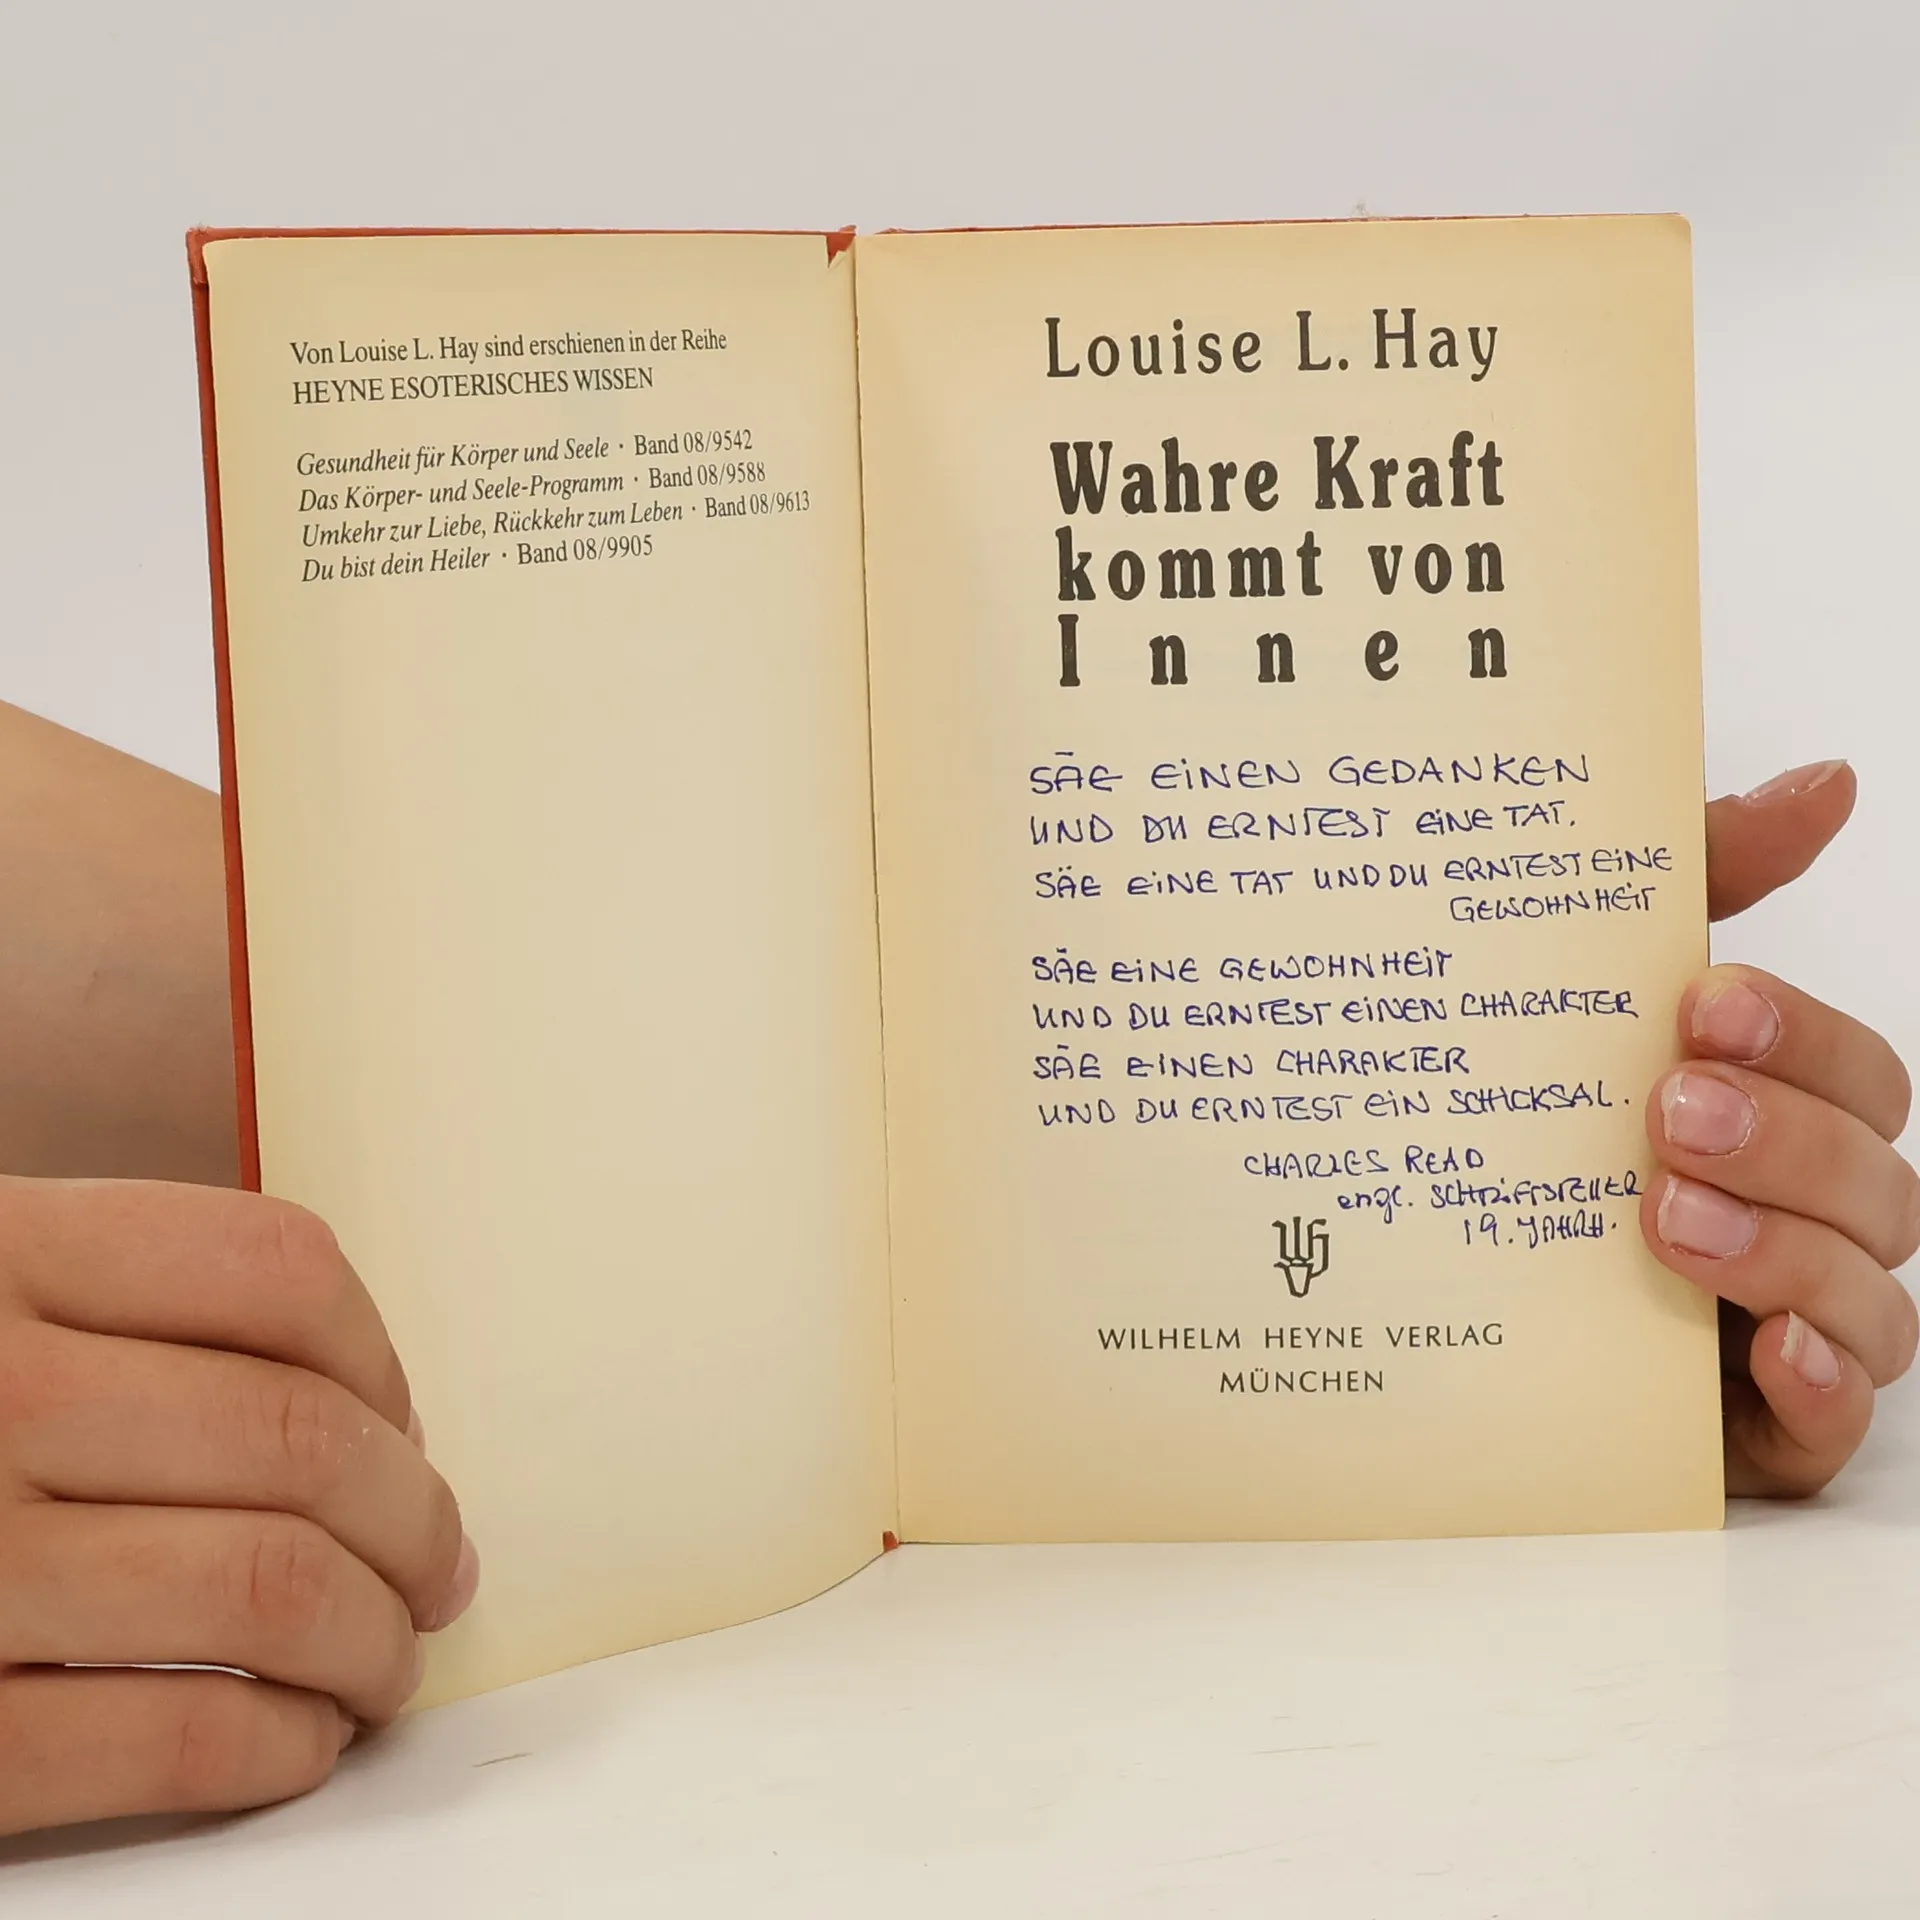 Von Louise L. Hay sind erschienen in der Reihe
HEYNE ESOTERISCHES WISSEN
Gesundheit für Körper und Seele · Band 08/9542
Das Körper- und Seele-Programm · Band 08/9588
Umkehr zur Liebe, Rückkehr zum Leben · Band 08/9613
Du bist dein Heiler · Band 08/9905
Louise L. Hay
Wahre Kraft
kommt von
Innen
SÄE EINEN GEDANKEN
UND DU ERNTEST EINE TAT.
SÄE EINE TAT UND DU ERNTEST EINE
GEWOHNHEIT
SÄE EINE GEWOHNHEIT
UND DU ERNTEST EINEN CHARAKTER
SÄE EINEN CHARAKTER
UND DU ERNTEST EIN SCHICKSAL.
CHARLES READ
engl. SCHRIFTSTELLER
19. JAHRH.
WHV
WILHELM HEYNE VERLAG
MÜNCHEN